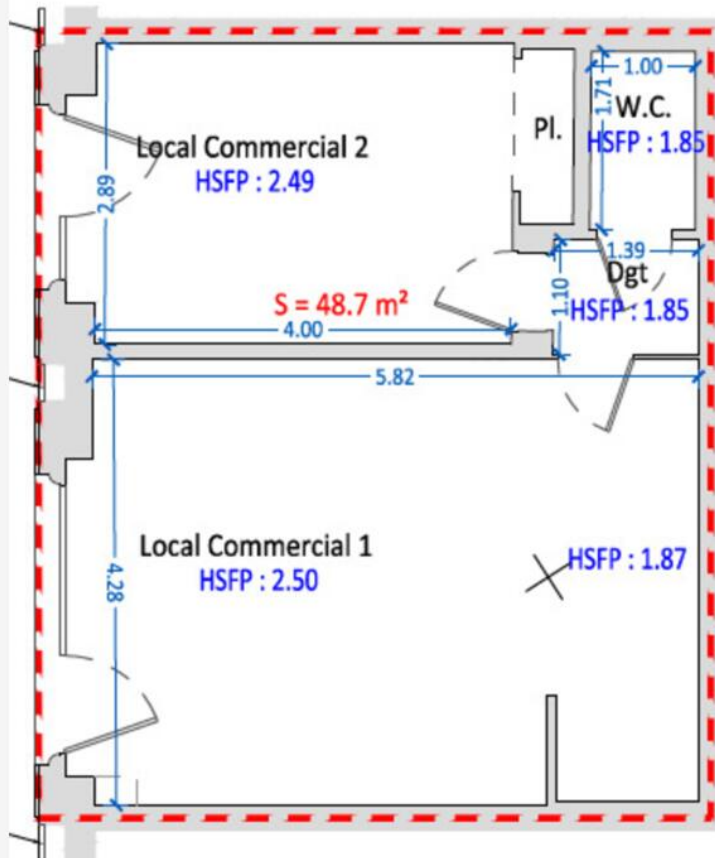 1.00
1.71
W.C.
HSFP : 1.85
Pl.
Local Commercial 2
HSFP : 2.49
2.89
1.39
Dgt
HSFP : 1.85
1.10
S = 48.7 m²
4.00
5.82
Local Commercial 1
HSFP : 2.50
HSFP : 1.87
4.28